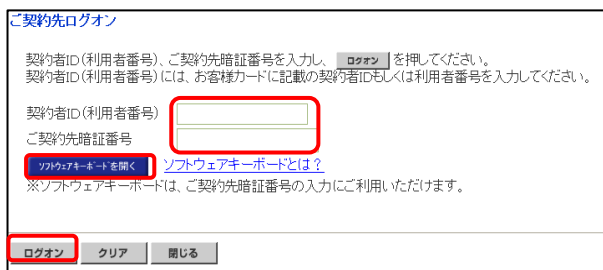 ご契約先ログオン
契約者ID(利用者番号)、ご契約先暗証番号を入力し、 ログオン を押してください。
契約者ID(利用者番号)には、お客様カードに記載の契約者IDもしくは利用者番号を入力してください。
契約者ID(利用者番号)
ご契約先暗証番号
ソフトウェアキーボードを開く ソフトウェアキーボードとは？
※ソフトウェアキーボードは、ご契約先暗証番号の入力にご利用いただけます。
ログオン クリア 閉じる